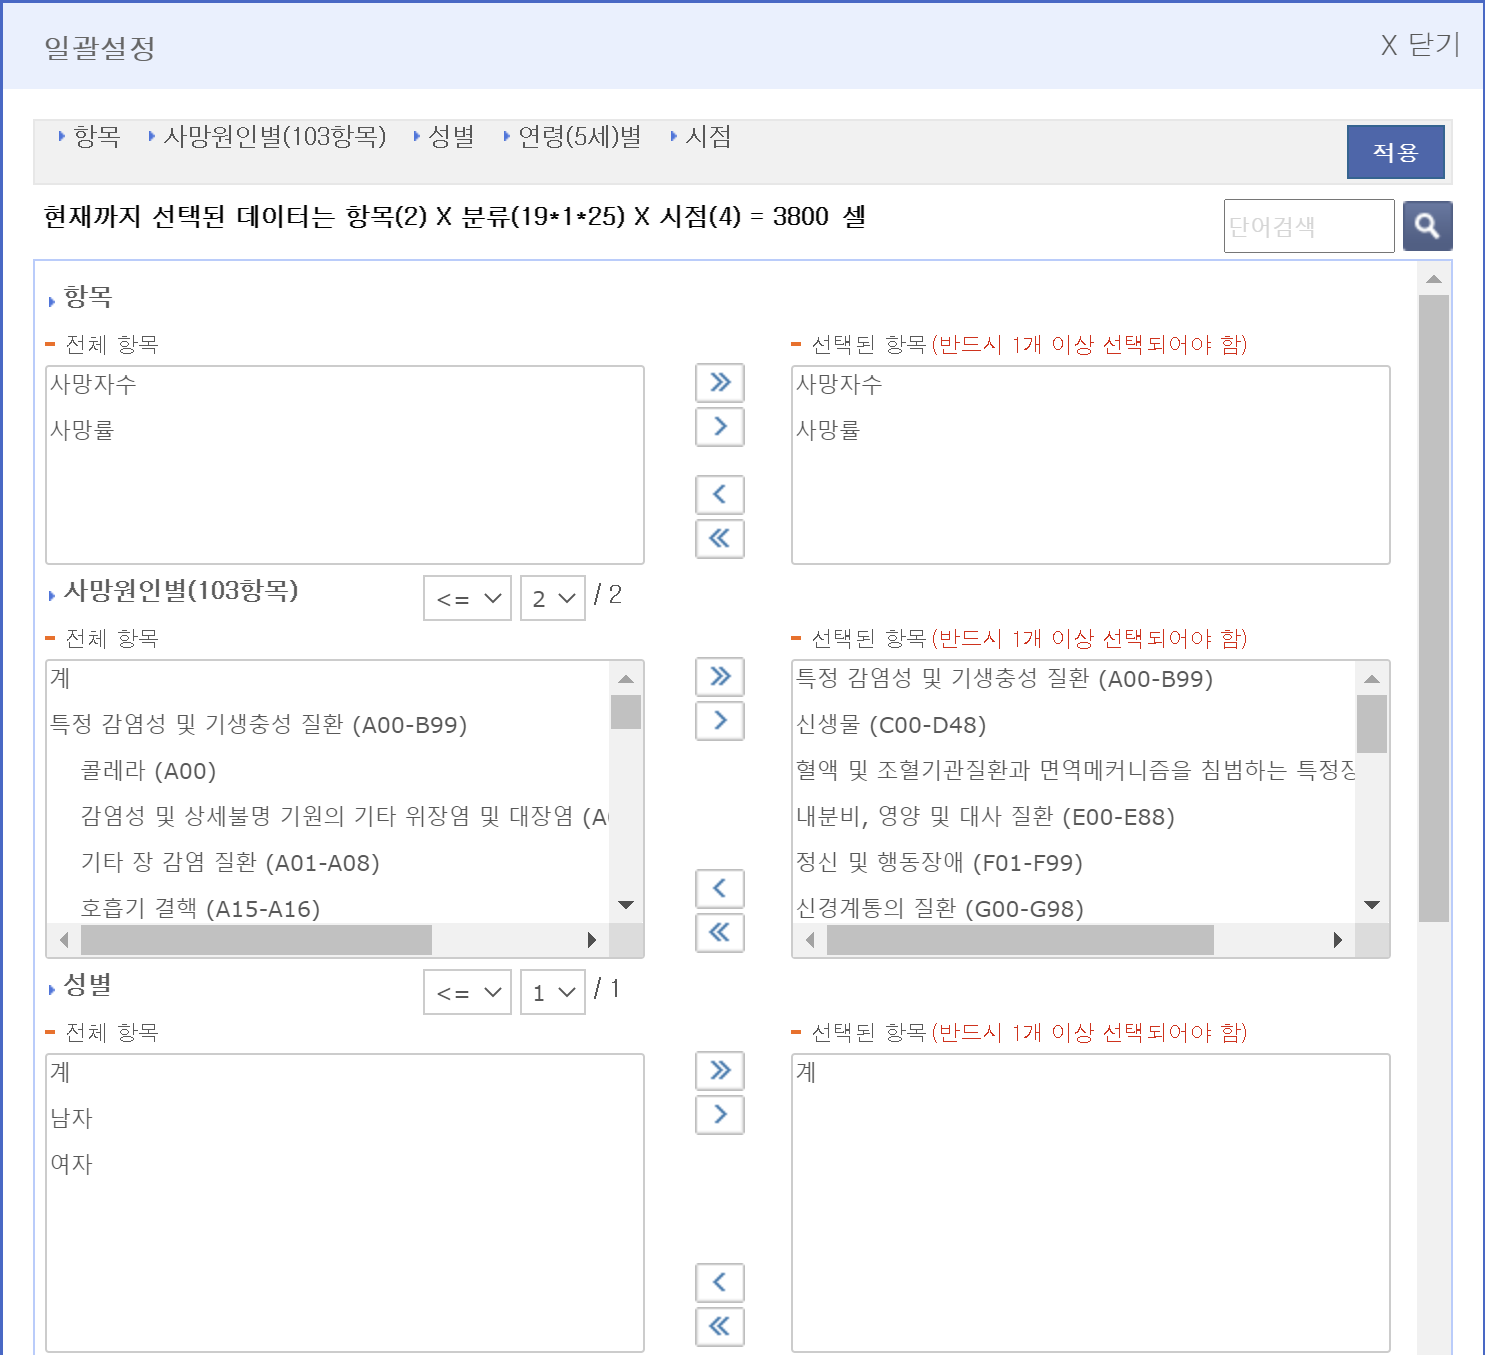 일괄설정
X 닫기
항목 사망원인별(103항목) 성별 연령(5세)별 시점
적용
현재까지 선택된 데이터는 항목(2) X 분류(19*1*25) X 시점(4) = 3800 셀
단어검색
항목
전체 항목
선택된 항목(반드시 1개 이상 선택되어야 함)
사망자수
사망률
사망자수
사망률
사망원인별(103항목)
<= 2 / 2
전체 항목
선택된 항목(반드시 1개 이상 선택되어야 함)
계
특정 감염성 및 기생충성 질환 (A00-B99)
콜레라 (A00)
감염성 및 상세불명 기원의 기타 위장염 및 대장염
기타 장 감염 질환 (A01-A08)
호흡기 결핵 (A15-A16)
특정 감염성 및 기생충성 질환 (A00-B99)
신생물 (C00-D48)
혈액 및 조혈기관질환과 면역메커니즘을 침범하는
내분비, 영양 및 대사 질환 (E00-E88)
정신 및 행동장애 (F01-F99)
신경계통의 질환 (G00-G98)
성별
<= 1 / 1
전체 항목
선택된 항목(반드시 1개 이상 선택되어야 함)
계
남자
여자
계